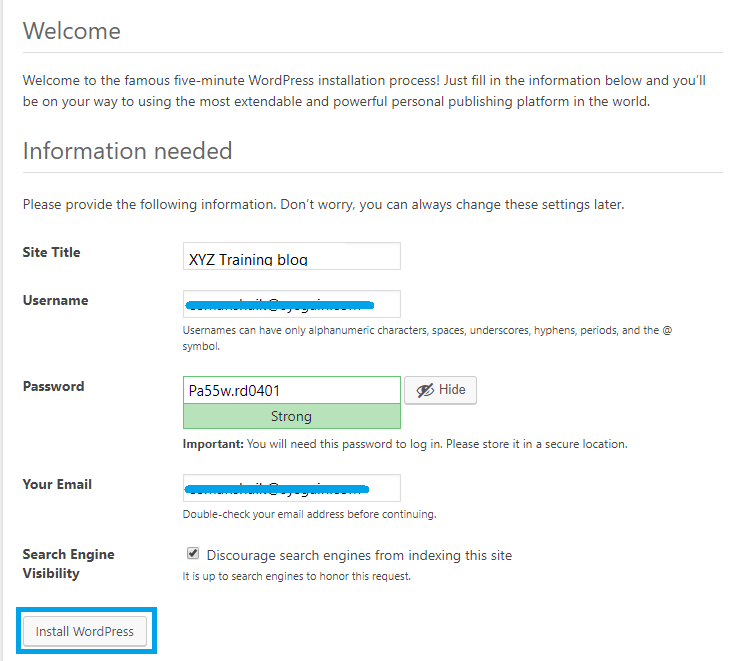 Welcome
Welcome to the famous five-minute WordPress installation process! Just fill in the information below and you'll
be on your way to using the most extendable and powerful personal publishing platform in the world.
Information needed
Please provide the following information. Don't worry, you can always change these settings later.
Site Title
XYZ Training blog
Username
Usernames can have only alphanumeric characters, spaces, underscores, hyphens, periods, and the @
symbol.
Password
Pa55w.rd0401
Hide
Strong
Important: You will need this password to log in. Please store it in a secure location.
Your Email
Double-check your email address before continuing.
Search Engine
Visibility
Discourage search engines from indexing this site
It is up to search engines to honor this request.
Install WordPress